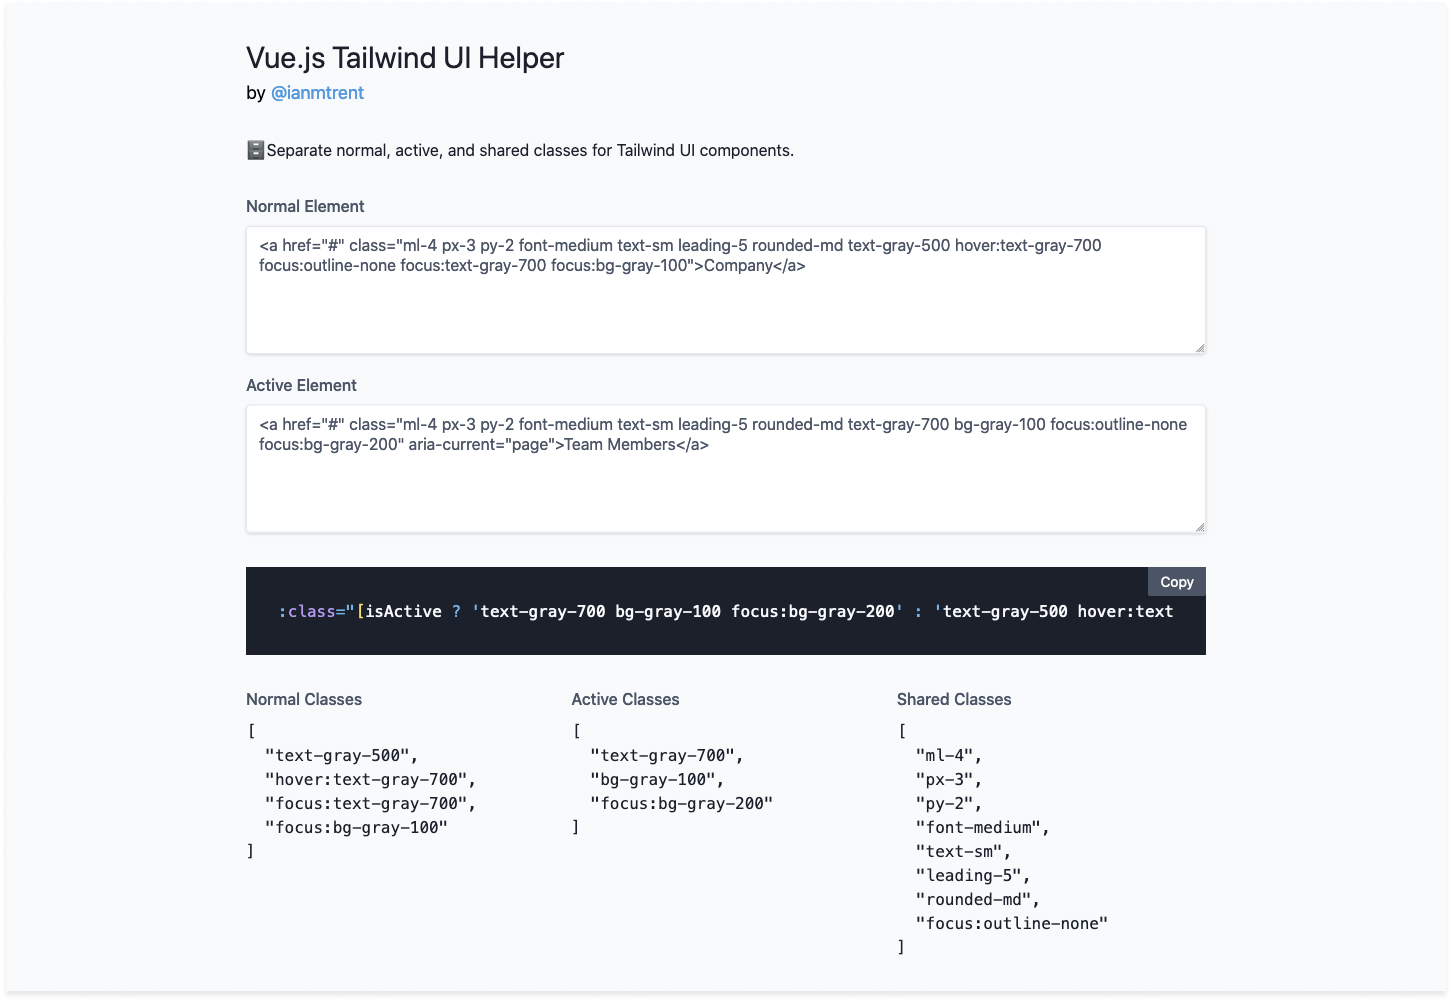 Vue.js Tailwind UI Helper
by @ianmtrent
🗄️Separate normal, active, and shared classes for Tailwind UI components.
Normal Element
<a href="#" class="ml-4 px-3 py-2 font-medium text-sm leading-5 rounded-md text-gray-500 hover:text-gray-700
focus:outline-none focus:text-gray-700 focus:bg-gray-100">Company</a>
Active Element
<a href="#" class="ml-4 px-3 py-2 font-medium text-sm leading-5 rounded-md text-gray-700 bg-gray-100 focus:outline-none
focus:bg-gray-200" aria-current="page">Team Members</a>
Copy
:class="[isActive ? 'text-gray-700 bg-gray-100 focus:bg-gray-200' : 'text-gray-500 hover:text
Normal Classes
[
"text-gray-500",
"hover:text-gray-700",
"focus:text-gray-700",
"focus:bg-gray-100"
]
Active Classes
[
"text-gray-700",
"bg-gray-100",
"focus:bg-gray-200"
]
Shared Classes
[
"ml-4",
"px-3",
"py-2",
"font-medium",
"text-sm",
"leading-5",
"rounded-md",
"focus:outline-none"
]